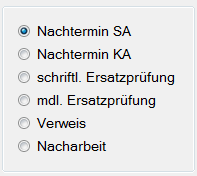 Nachtermin SA
Nachtermin KA
schriftl. Ersatzprüfung
mdl. Ersatzprüfung
Verweis
Nacharbeit